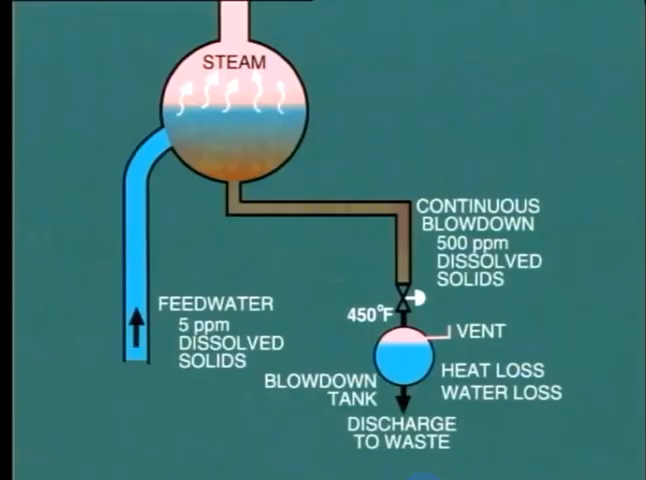 STEAM
CONTINUOUS
BLOWDOWN
500 ppm
DISSOLVED
SOLIDS
FEEDWATER
5 ppm
DISSOLVED
SOLIDS
450°F
VENT
BLOWDOWN
TANK
HEAT LOSS
WATER LOSS
DISCHARGE
TO WASTE